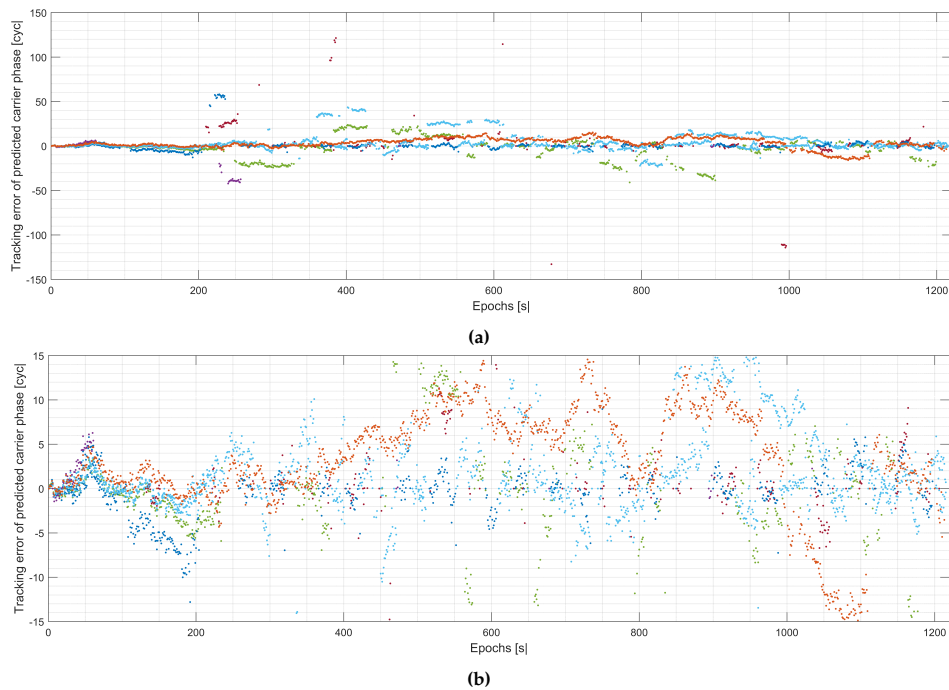 150
100
50
0
-50
-100
-150
Tracking error of predicted carrier phase [cyc]
0 200 400 600 800 1000 1200
Epochs [s|
(a)
15
10
5
0
-5
-10
-15
Tracking error of predicted carrier phase [cyc]
0 200 400 600 800 1000 1200
Epochs [s|
(b)